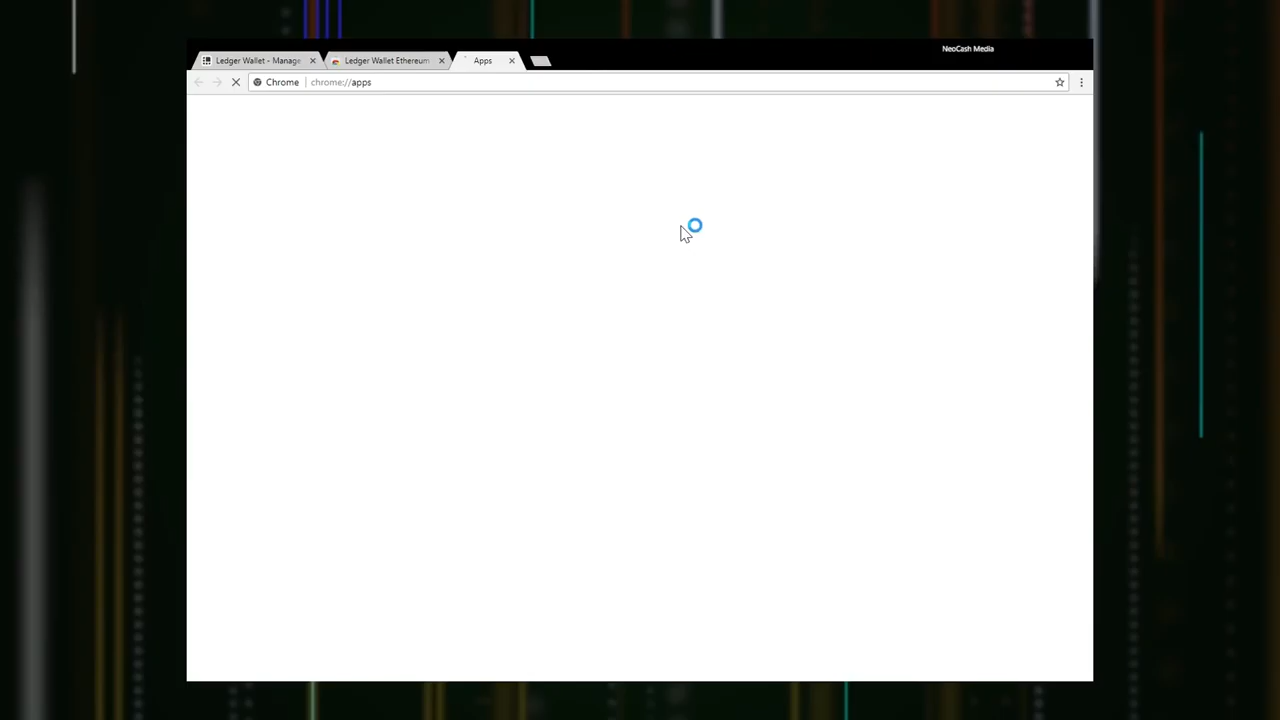 NeoCash Media
Ledger Wallet - Manage
Ledger Wallet Ethereum
Apps
Chrome
chrome://apps